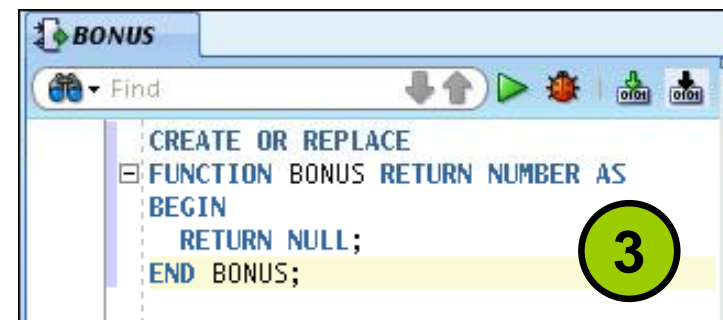 BONUS
Find
CREATE OR REPLACE
FUNCTION BONUS RETURN NUMBER AS
BEGIN
RETURN NULL;
END BONUS;
3